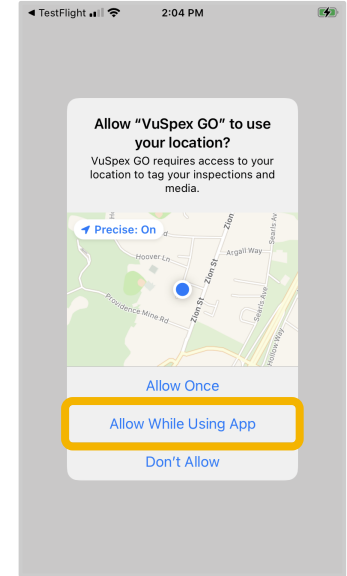 ◀ TestFlight 2:04 PM
Allow “VuSpex GO” to use
your location?
VuSpex GO requires access to your
location to tag your inspections and
media.
Precise: On
Zion
Searls Av
Hoover Ln
Argall Way
Zion St
Providence Mine Rd
Zion St
Searls Ave
Hollow Way
Allow Once
Allow While Using App
Don’t Allow